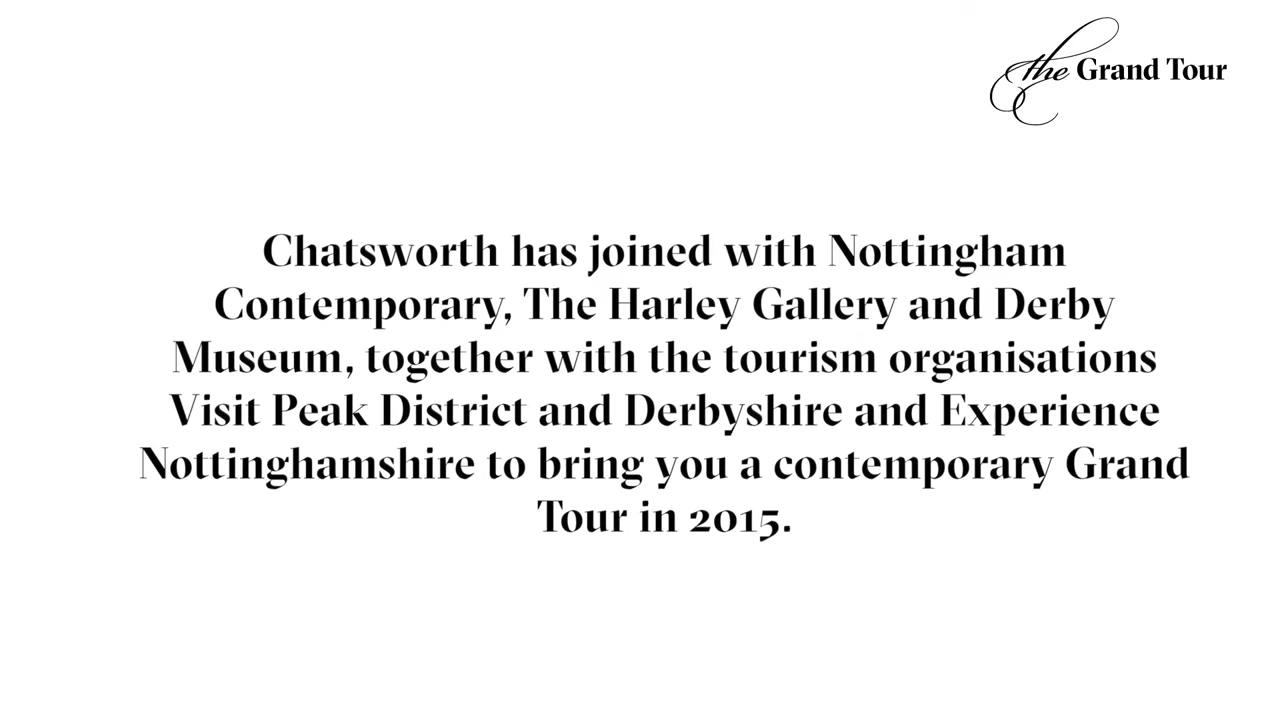 the Grand Tour
Chatsworth has joined with Nottingham
Contemporary, The Harley Gallery and Derby
Museum, together with the tourism organisations
Visit Peak District and Derbyshire and Experience
Nottinghamshire to bring you a contemporary Grand
Tour in 2015.